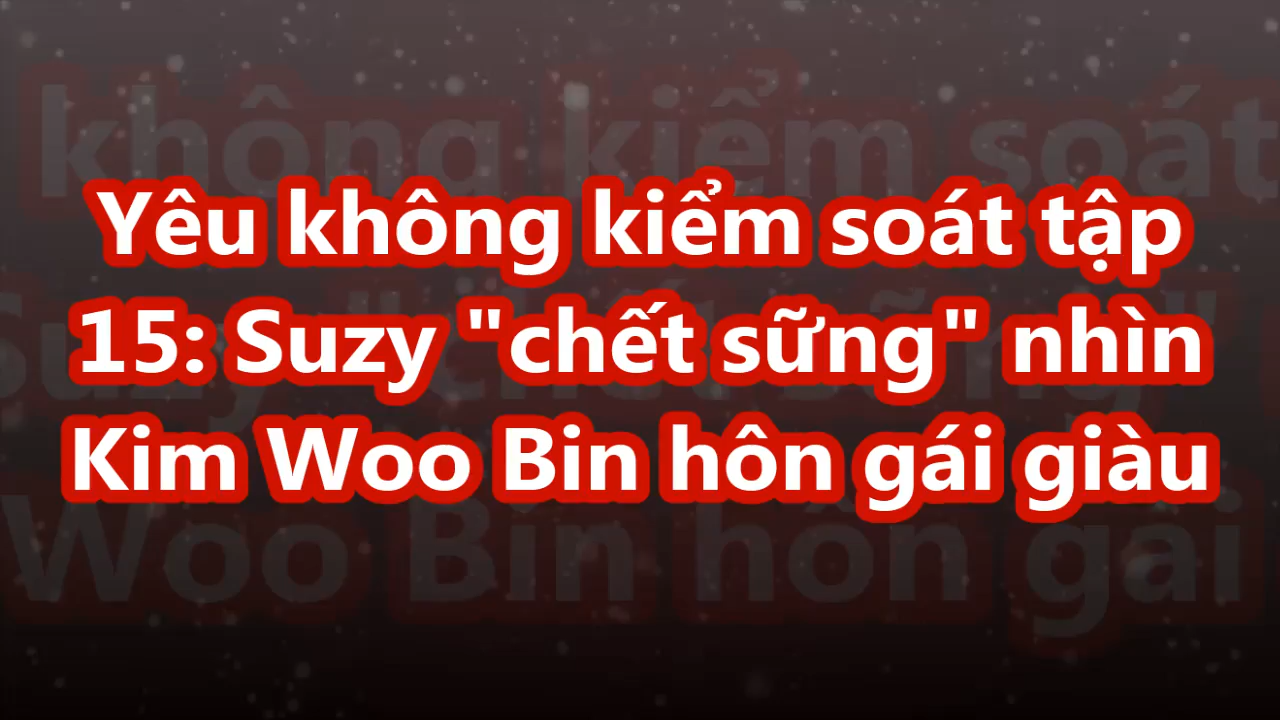 Yêu không kiểm soát tập
15: Suzy "chết sững" nhìn
Kim Woo Bin hôn gái giàu